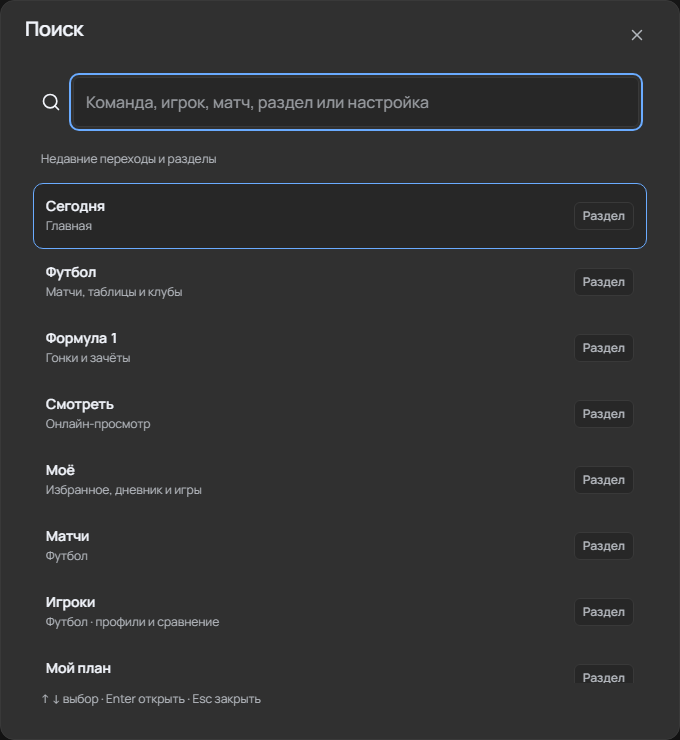 Поиск
Команда, игрок, матч, раздел или настройка
Недавние переходы и разделы
Сегодня
Главная
Раздел
Футбол
Матчи, таблицы и клубы
Раздел
Формула 1
Гонки и зачёты
Раздел
Смотреть
Онлайн-просмотр
Раздел
Моё
Избранное, дневник и игры
Раздел
Матчи
Футбол
Раздел
Игроки
Футбол · профили и сравнение
Раздел
Мой план
Раздел
↑ ↓ выбор · Enter открыть · Esc закрыть